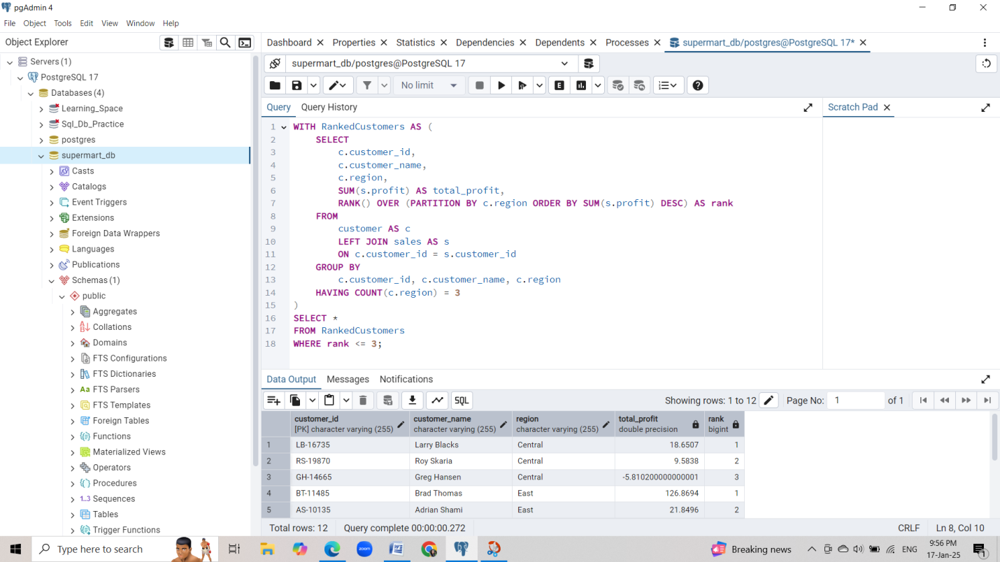 pgAdmin 4
File Object Tools Edit View Window Help
Object Explorer
Dashboard Properties Statistics Dependencies Dependents Processes supermart_db/postgres@PostgreSQL 17*
Servers (1)
PostgreSQL 17
Databases (4)
Learning_Space
Sql_Db_Practice
postgres
supermart_db
Casts
Catalogs
Event Triggers
Extensions
Foreign Data Wrappers
Languages
Publications
Schemas (1)
public
Aggregates
Collations
Domains
FTS Configurations
FTS Dictionaries
Aa FTS Parsers
FTS Templates
Foreign Tables
Functions
Materialized Views
Operators
Procedures
1..3 Sequences
Tables
Trigger Functions
supermart_db/postgres@PostgreSQL 17
No limit
E
Query Query History
Scratch Pad
1 WITH RankedCustomers AS (
2 SELECT
3 c.customer_id,
4 c.customer_name,
5 c.region,
6 SUM(s.profit) AS total_profit,
7 RANK() OVER (PARTITION BY c.region ORDER BY SUM(s.profit) DESC) AS rank
8 FROM
9 customer AS c
10 LEFT JOIN sales AS s
11 ON c.customer_id = s.customer_id
12 GROUP BY
13 c.customer_id, c.customer_name, c.region
14 HAVING COUNT(c.region) = 3
15 )
16 SELECT *
17 FROM RankedCustomers
18 WHERE rank <= 3;
Data Output Messages Notifications
SQL
Showing rows: 1 to 12 Page No: 1 of 1
customer_id customer_name region total_profit rank
[PK] character varying (255) character varying (255) character varying (255) double precision bigint
1 LB-16735 Larry Blacks Central 18.6507 1
2 RS-19870 Roy Skaria Central 9.5838 2
3 GH-14665 Greg Hansen Central -5.810200000000001 3
4 BT-11485 Brad Thomas East 126.8694 1
5 AS-10135 Adrian Shami East 21.8496 2
Total rows: 12 Query complete 00:00:00.272 CRLF Ln 8, Col 10
Type here to search
zoom
Breaking news
ENG
9:56 PM
17-Jan-25
1